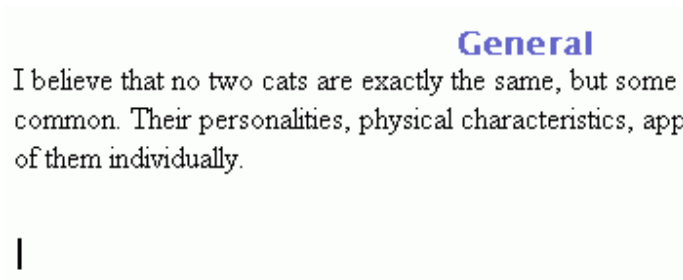 General
I believe that no two cats are exactly the same, but some
common. Their personalities, physical characteristics, app
of them individually.